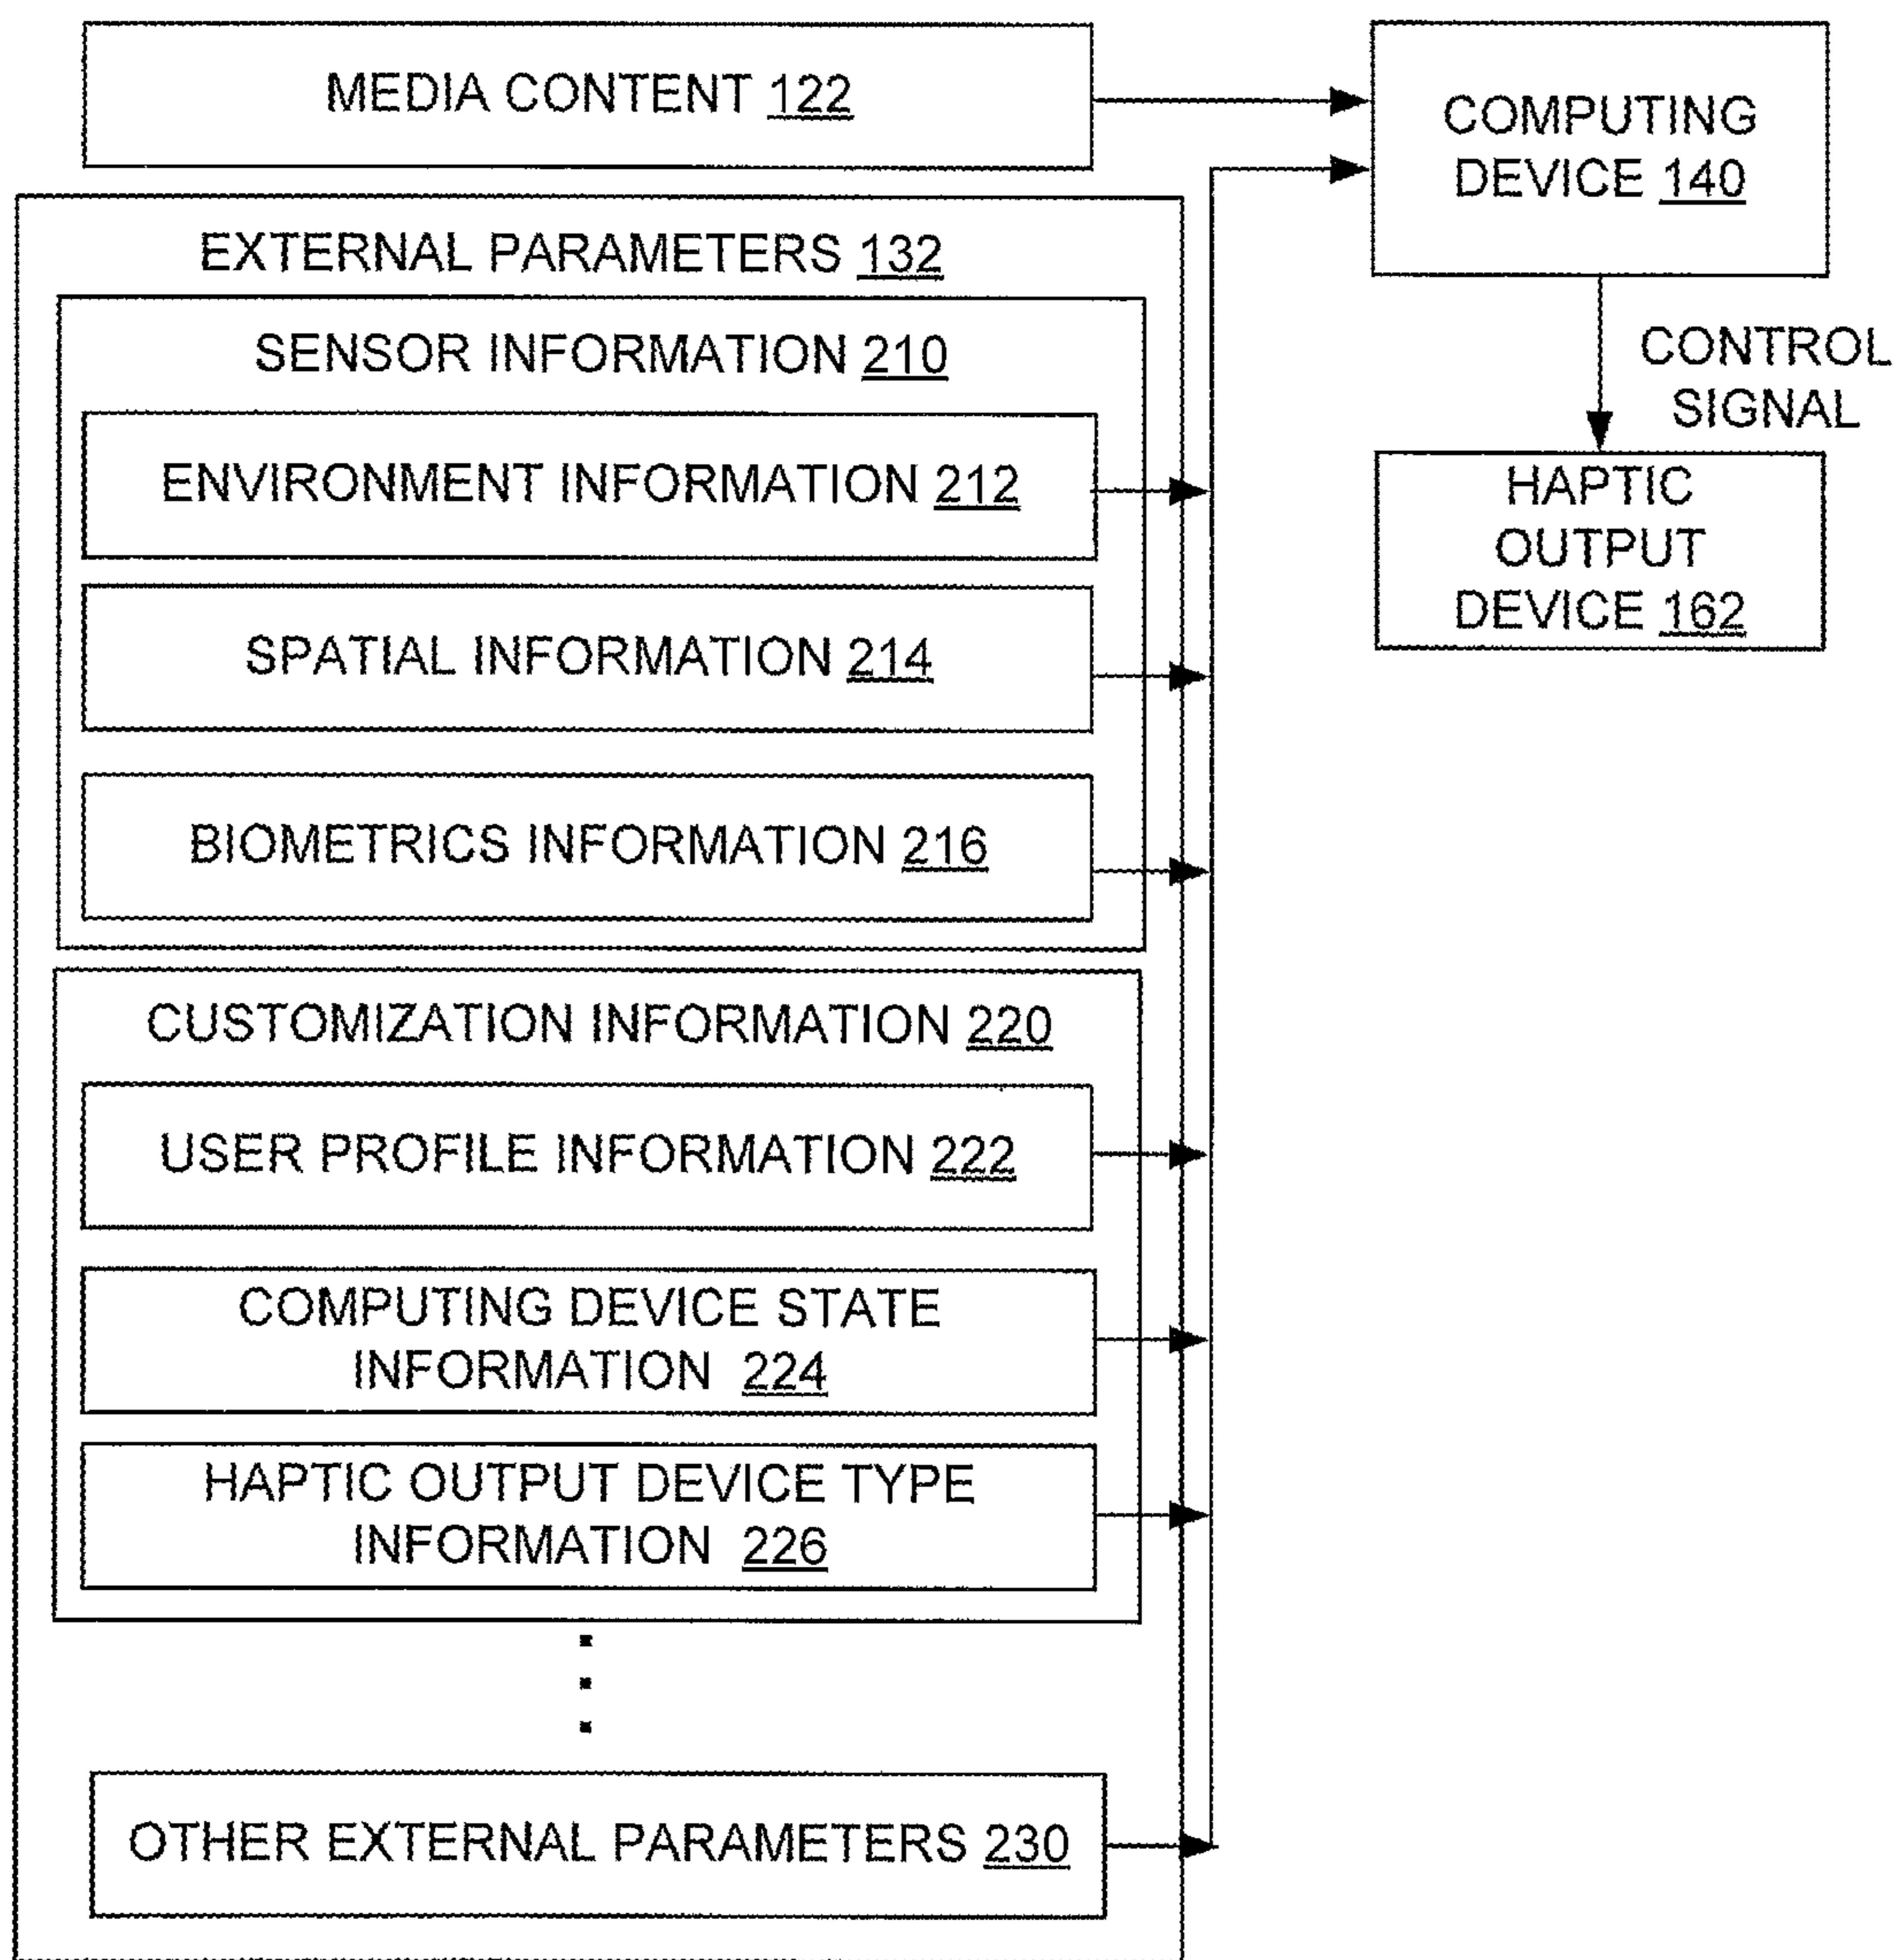 MEDIA CONTENT 122
COMPUTING
DEVICE 140
EXTERNAL PARAMETERS 132
SENSOR INFORMATION 210
CONTROL
SIGNAL
ENVIRONMENT INFORMATION 212
HAPTIC
OUTPUT
DEVICE 162
SPATIAL INFORMATION 214
BIOMETRICS INFORMATION 216
CUSTOMIZATION INFORMATION 220
USER PROFILE INFORMATION 222
COMPUTING DEVICE STATE
INFORMATION 224
HAPTIC OUTPUT DEVICE TYPE
INFORMATION 226
OTHER EXTERNAL PARAMETERS 230